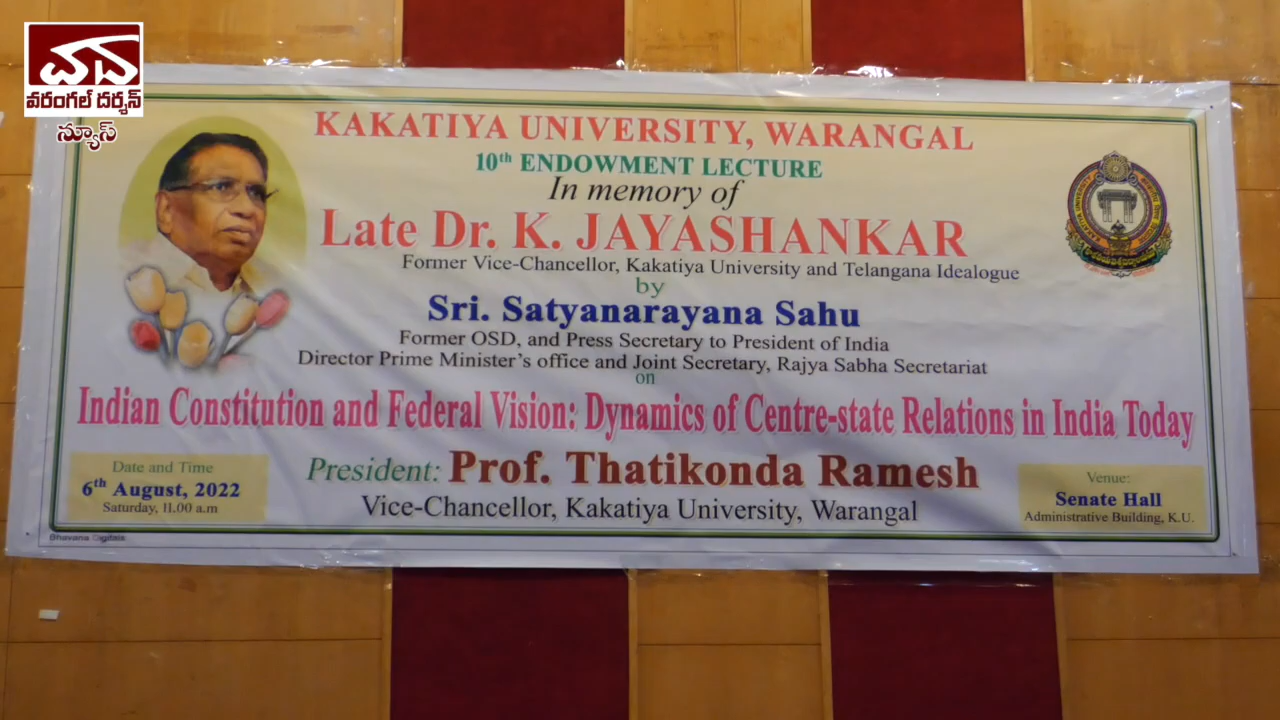 వద
వరంగల్ దర్శన్
న్యూస్
KAKATIYA UNIVERSITY, WARANGAL
10th ENDOWMENT LECTURE
In memory of
Late Dr. K. JAYASHANKAR
Former Vice-Chancellor, Kakatiya University and Telangana Idealogue
by
Sri. Satyanarayana Sahu
Former OSD, and Press Secretary to President of India
Director Prime Minister's office and Joint Secretary, Rajya Sabha Secretariat
on
Indian Constitution and Federal Vision: Dynamics of Centre-state Relations in India Today
Date and Time
6th August, 2022
Saturday, 11.00 a.m
President: Prof. Thatikonda Ramesh
Vice-Chancellor, Kakatiya University, Warangal
Venue:
Senate Hall
Administrative Building, K.U.
Bhavana Digitals